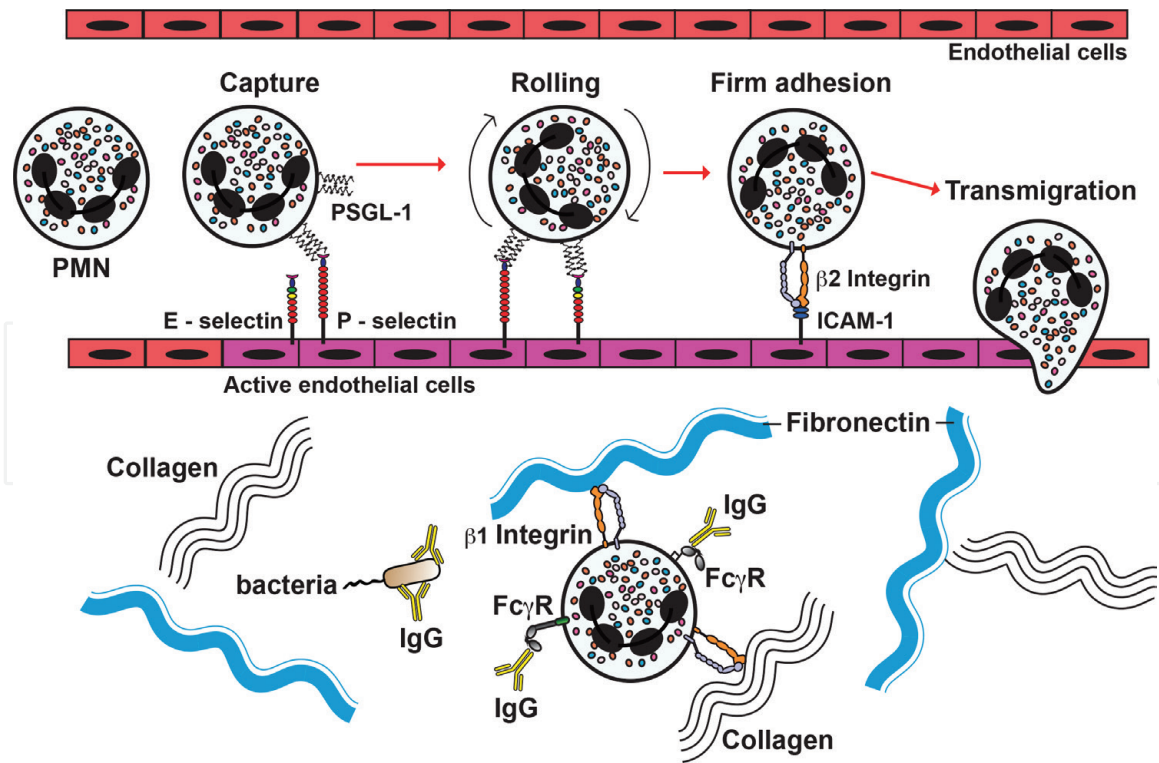 Endothelial cells
Capture
Rolling
Firm adhesion
Transmigration
PSGL-1
PMN
β2 Integrin
E - selectin
P - selectin
ICAM-1
Active endothelial cells
Fibronectin
Collagen
IgG
β1 Integrin
bacteria
FcγR
FcγR
IgG
IgG
Collagen